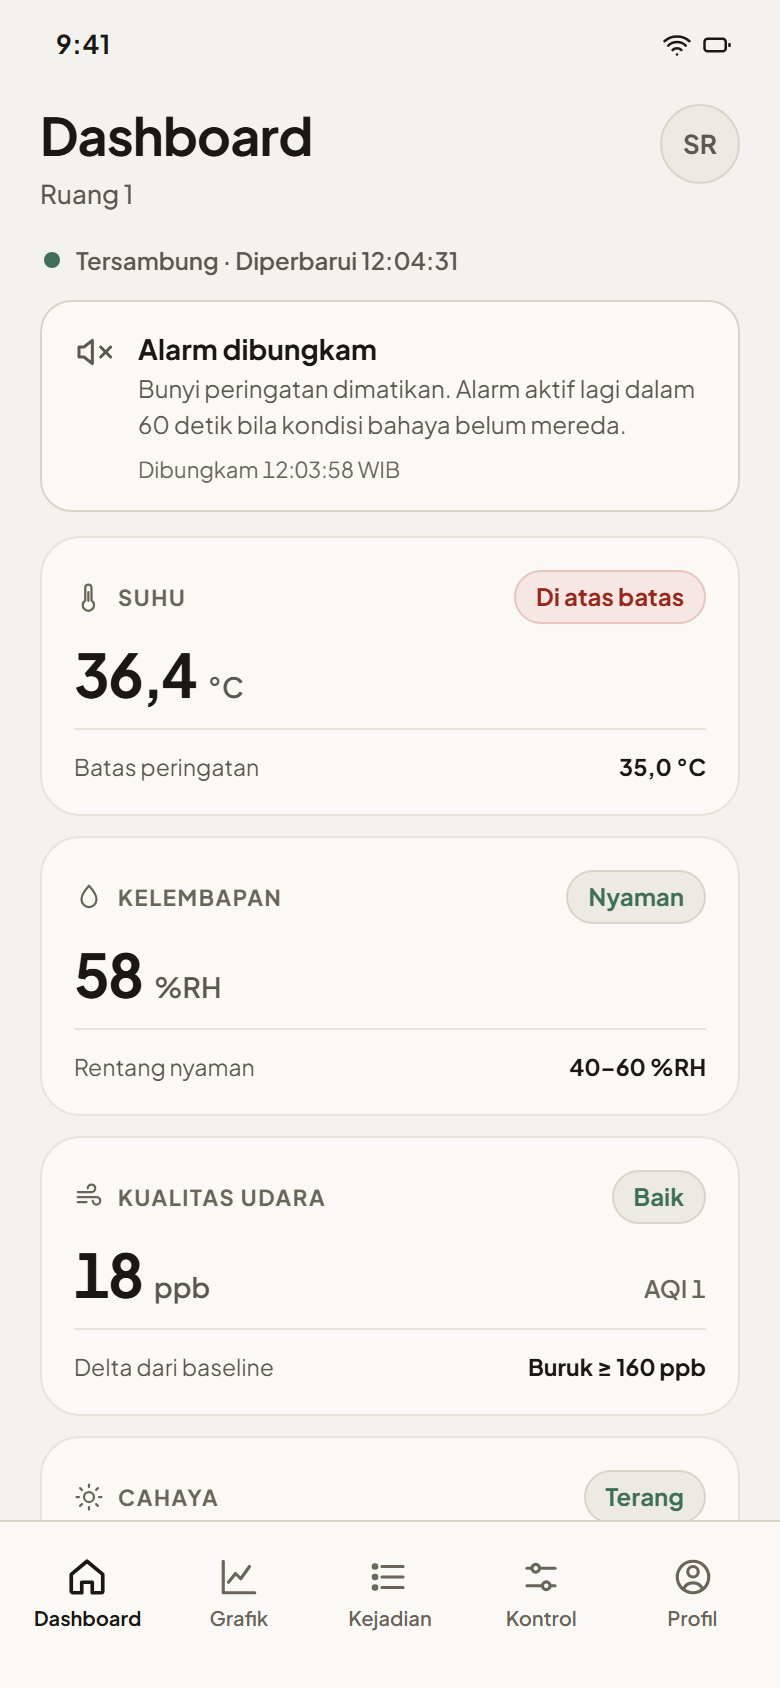 9:41
Dashboard
SR
Ruang 1
Tersambung · Diperbarui 12:04:31
Alarm dibungkam
Bunyi peringatan dimatikan. Alarm aktif lagi dalam
60 detik bila kondisi bahaya belum mereda.
Dibungkam 12:03:58 WIB
SUHU
Di atas batas
36,4 °C
Batas peringatan
35,0 °C
KELEMBAPAN
Nyaman
58 %RH
Rentang nyaman
40–60 %RH
KUALITAS UDARA
Baik
18 ppb
AQI 1
Delta dari baseline
Buruk ≥ 160 ppb
CAHAYA
Terang
Dashboard
Grafik
Kejadian
Kontrol
Profil